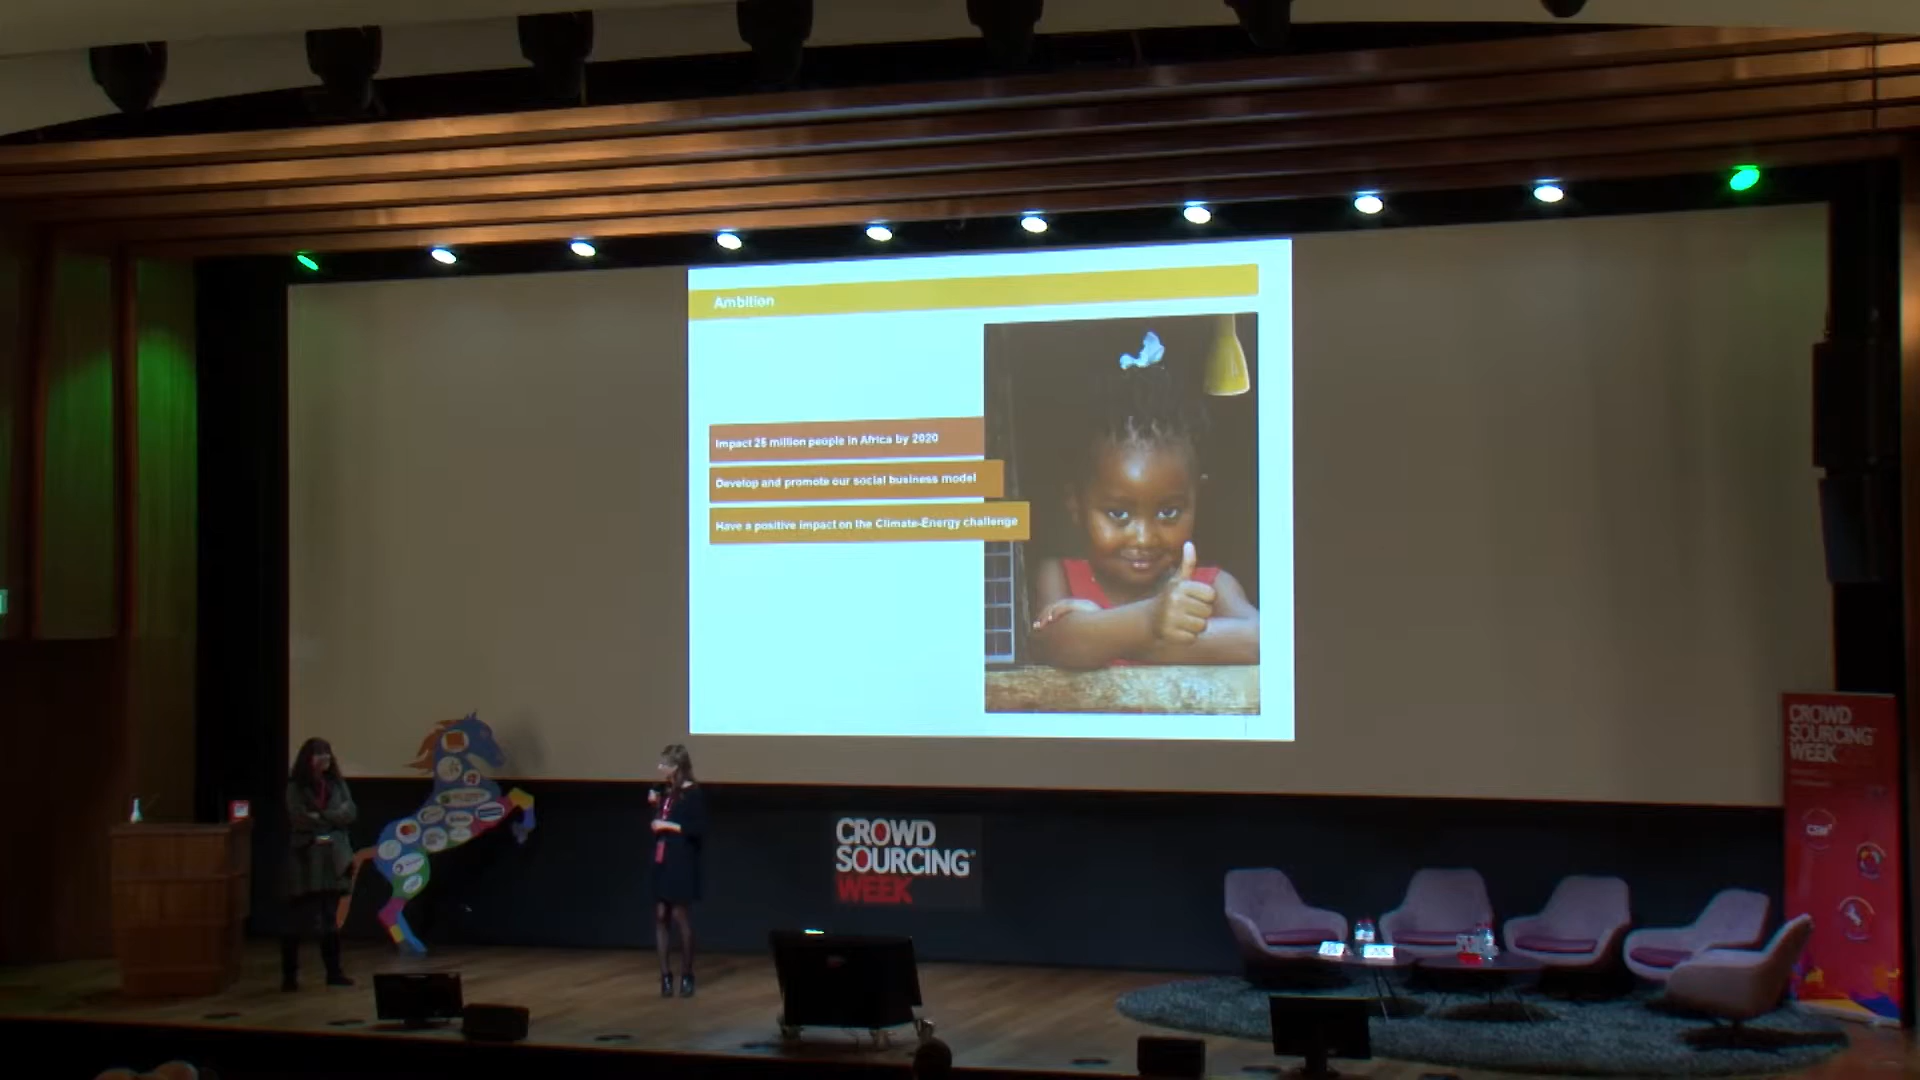 Ambition
Impact 25 million people in Africa by 2020
Develop and promote our social business model
Have a positive impact on the Climate-Energy challenge
CROWD
SOURCING
WEEK
CROWD
SOURCING
WEEK
CSW